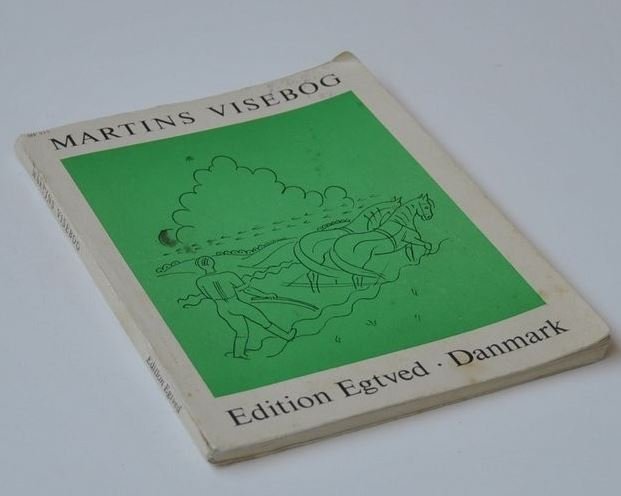 MARTINS VISEBOG
Edition Egtved · Danmark
MARTINS VISEBOG
Edition Egtved